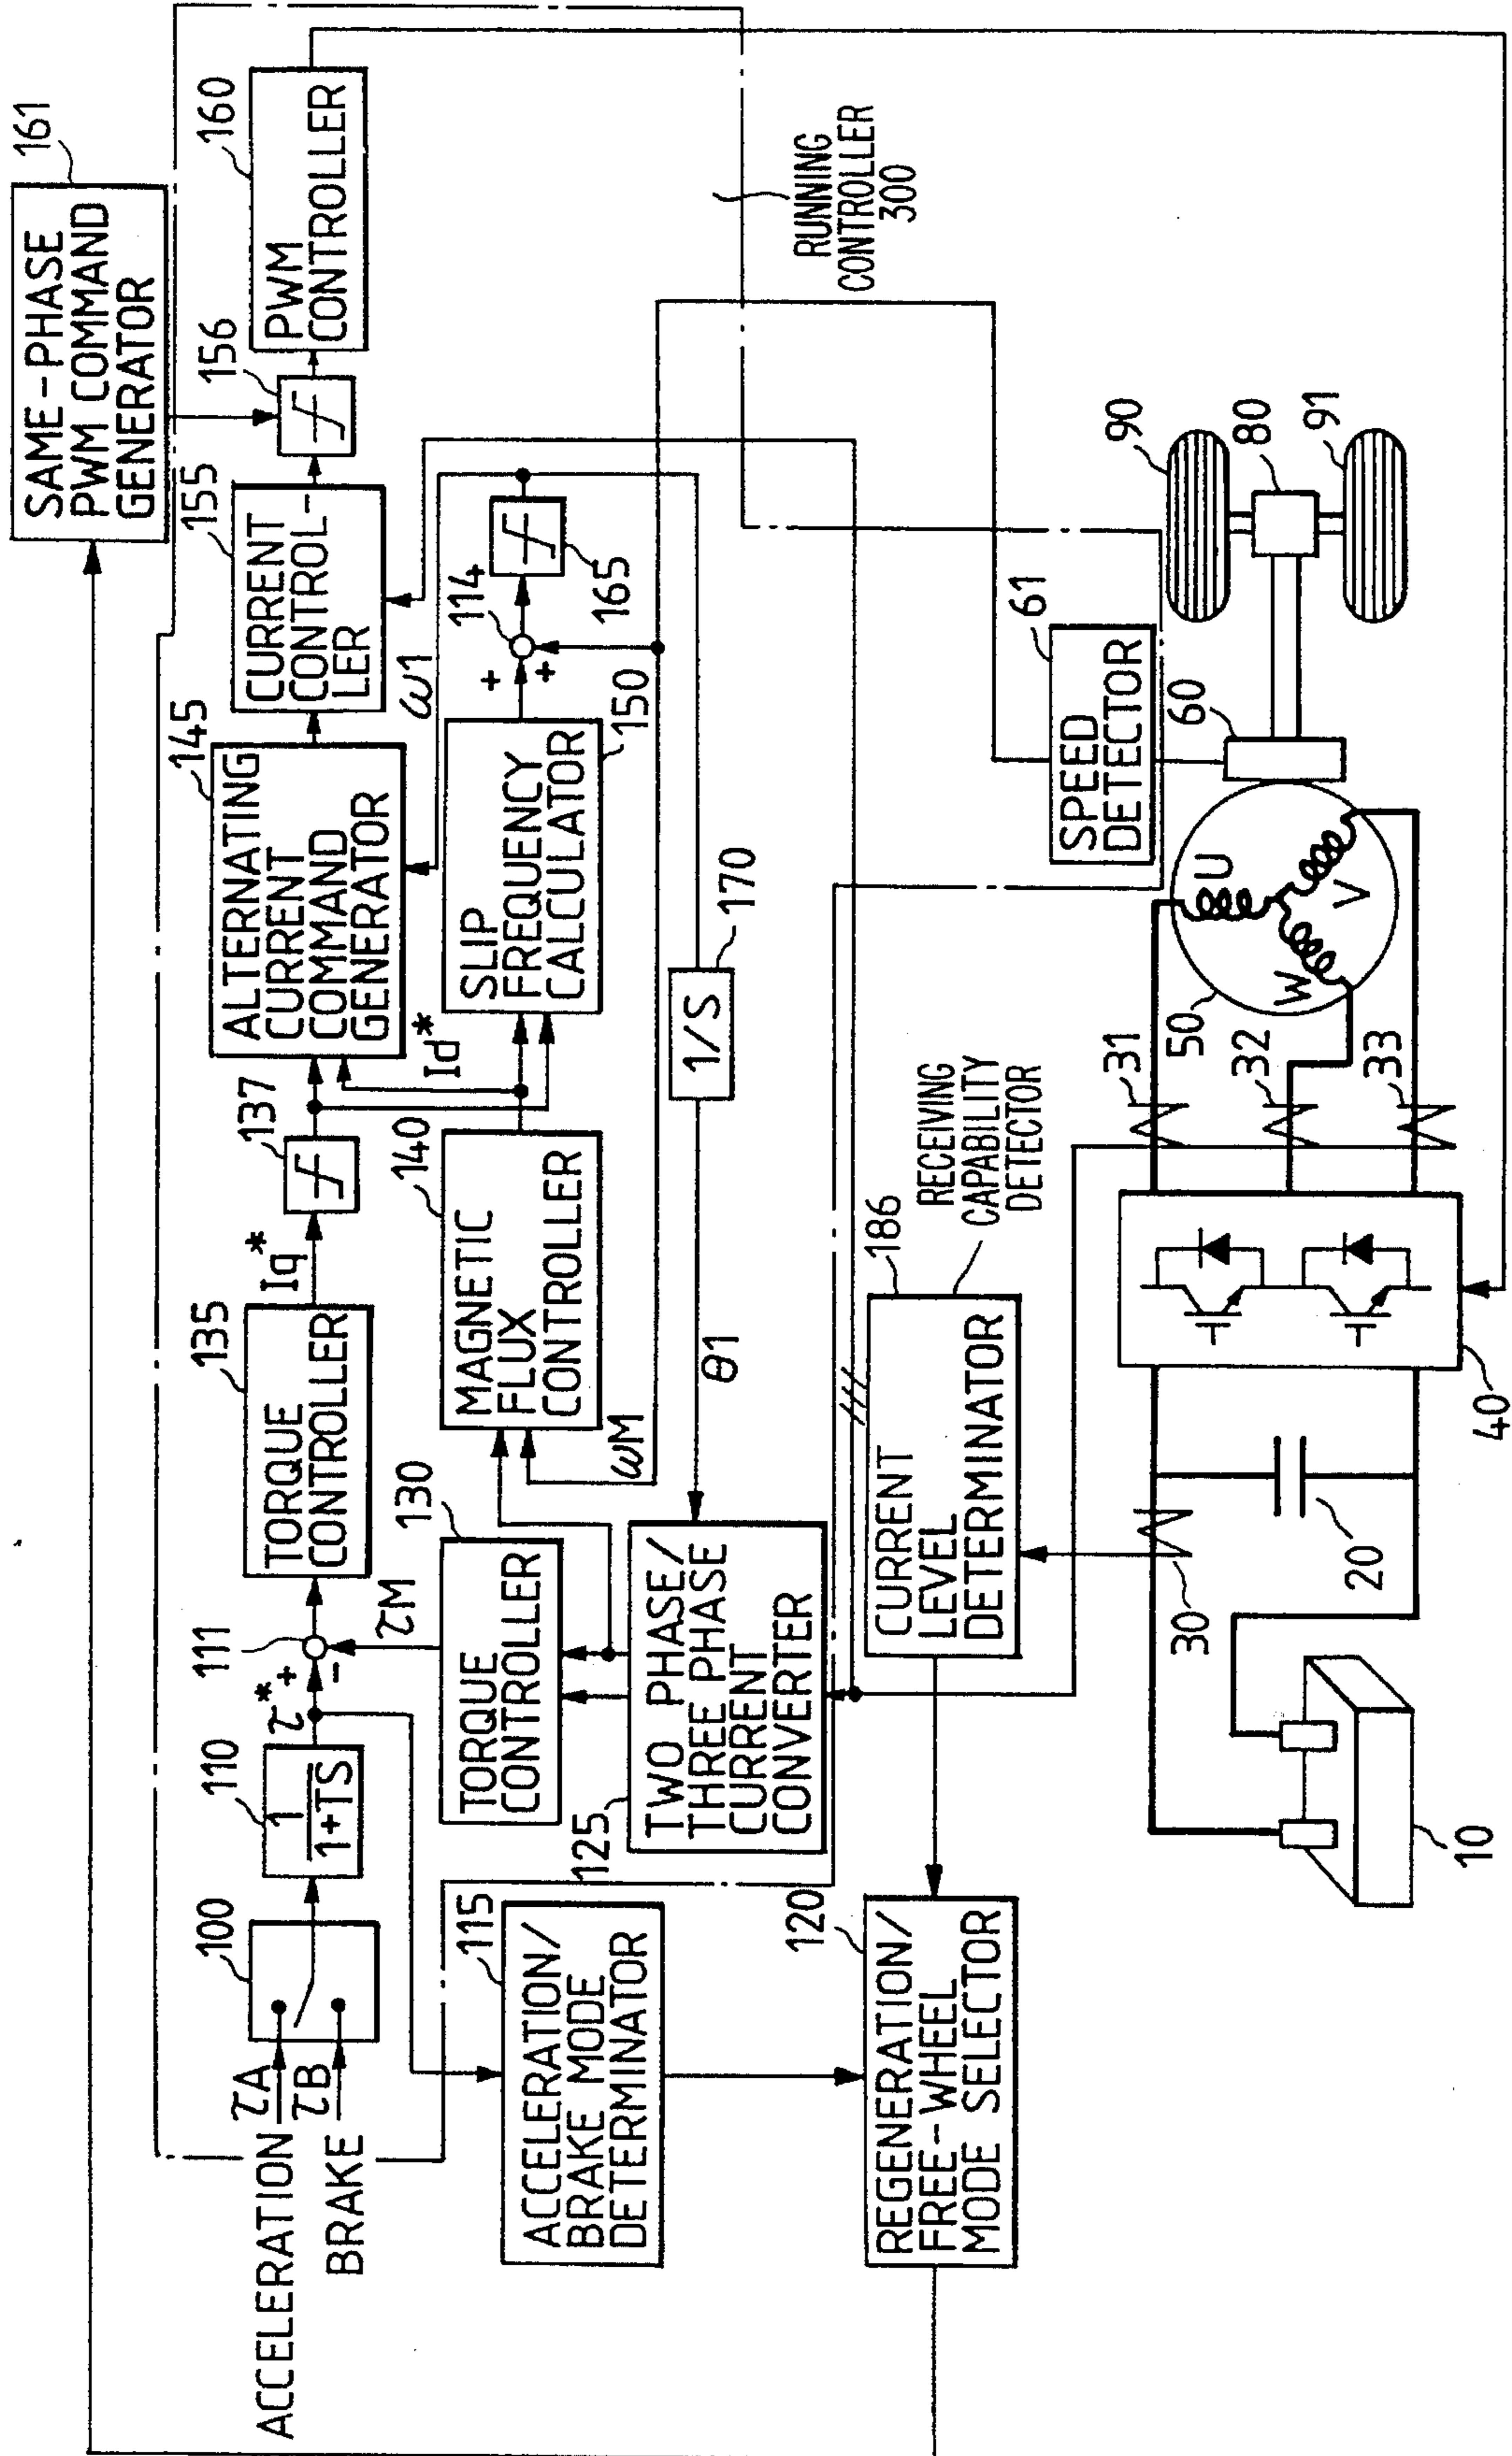 SAME-PHASE
PWM COMMAND
GENERATOR
161
ACCELERATION
τA
τB
BRAKE
100
110
1
1+TS
τ*
+
-
111
τM
135
TORQUE
CONTROLLER
Iq*
137
145
ALTERNATING
CURRENT
COMMAND
GENERATOR
155
CURRENT
CONTROL-
LER
156
160
PWM
CONTROLLER
130
TORQUE
CONTROLLER
140
MAGNETIC
FLUX
CONTROLLER
ωM
Id*
SLIP
FREQUENCY
CALCULATOR
150
ω1
+
+
114
165
115
ACCELERATION/
BRAKE MODE
DETERMINATOR
125
TWO PHASE/
THREE PHASE
CURRENT
CONVERTER
θ1
1/S
170
RUNNING
CONTROLLER
300
120
REGENERATION/
FREE-WHEEL
MODE SELECTOR
CURRENT
LEVEL
DETERMINATOR
186
RECEIVING
CAPABILITY
DETECTOR
SPEED
DETECTOR
61
10
30
20
40
31
32
33
50
U
V
W
60
90
80
91